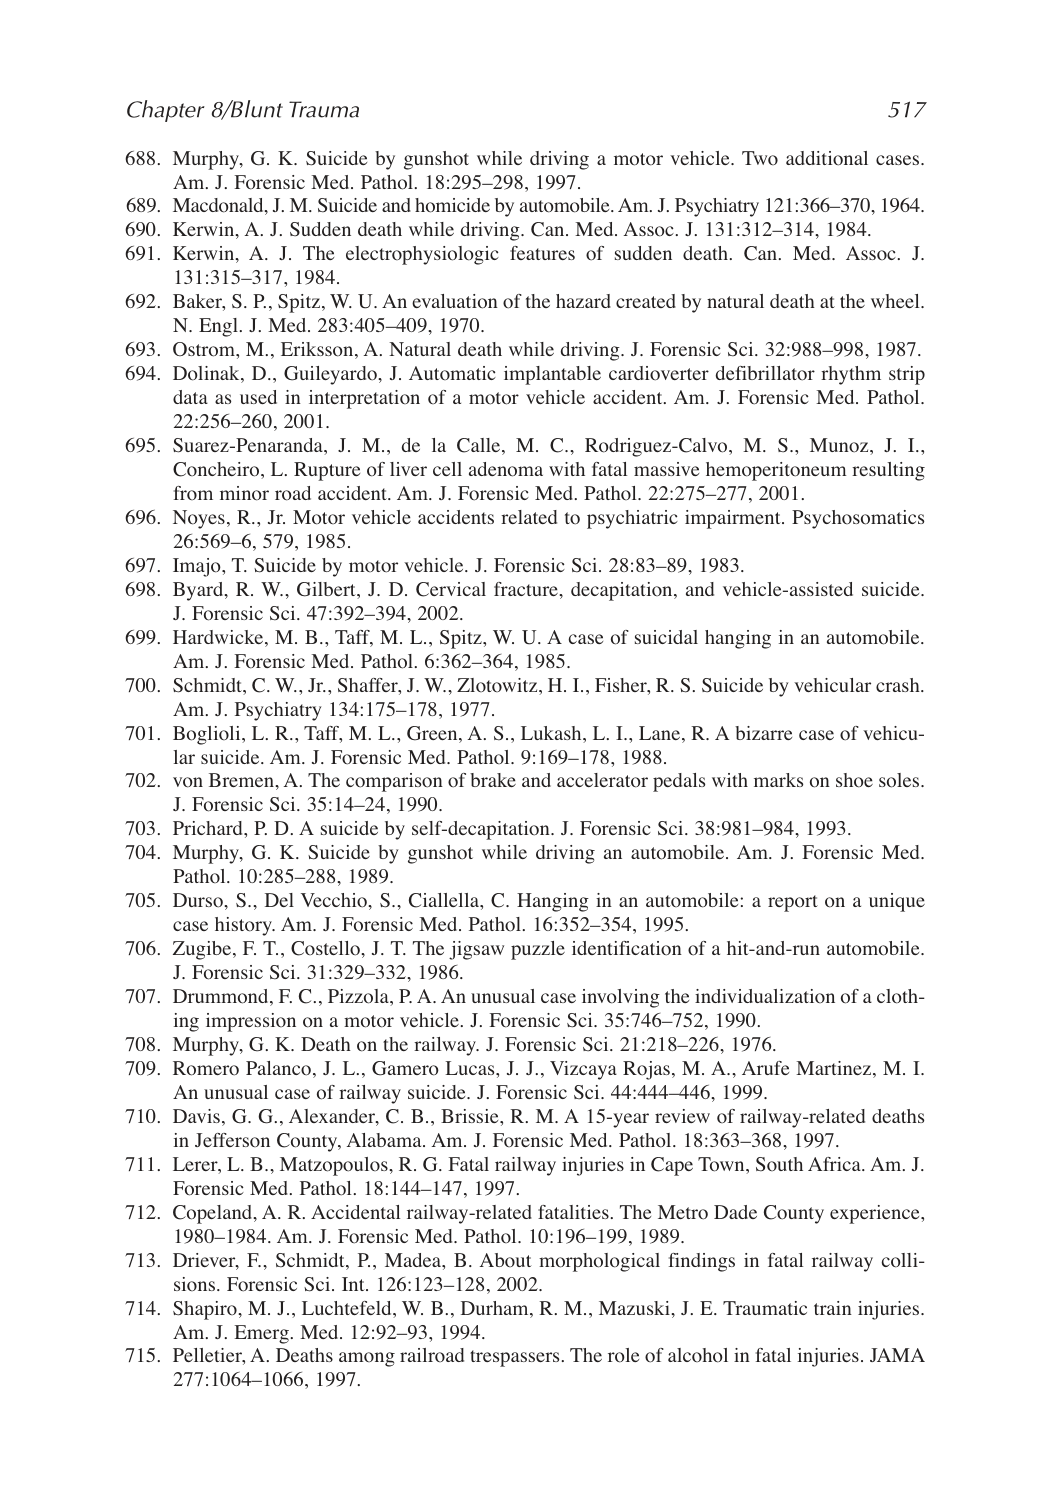 Chapter 8/Blunt Trauma 517
688. Murphy, G. K. Suicide by gunshot while driving a motor vehicle. Two additional cases.
Am. J. Forensic Med. Pathol. 18:295–298, 1997.
689. Macdonald, J. M. Suicide and homicide by automobile. Am. J. Psychiatry 121:366–370, 1964.
690. Kerwin, A. J. Sudden death while driving. Can. Med. Assoc. J. 131:312–314, 1984.
691. Kerwin, A. J. The electrophysiologic features of sudden death. Can. Med. Assoc. J.
131:315–317, 1984.
692. Baker, S. P., Spitz, W. U. An evaluation of the hazard created by natural death at the wheel.
N. Engl. J. Med. 283:405–409, 1970.
693. Ostrom, M., Eriksson, A. Natural death while driving. J. Forensic Sci. 32:988–998, 1987.
694. Dolinak, D., Guileyardo, J. Automatic implantable cardioverter defibrillator rhythm strip
data as used in interpretation of a motor vehicle accident. Am. J. Forensic Med. Pathol.
22:256–260, 2001.
695. Suarez-Penaranda, J. M., de la Calle, M. C., Rodriguez-Calvo, M. S., Munoz, J. I.,
Concheiro, L. Rupture of liver cell adenoma with fatal massive hemoperitoneum resulting
from minor road accident. Am. J. Forensic Med. Pathol. 22:275–277, 2001.
696. Noyes, R., Jr. Motor vehicle accidents related to psychiatric impairment. Psychosomatics
26:569–6, 579, 1985.
697. Imajo, T. Suicide by motor vehicle. J. Forensic Sci. 28:83–89, 1983.
698. Byard, R. W., Gilbert, J. D. Cervical fracture, decapitation, and vehicle-assisted suicide.
J. Forensic Sci. 47:392–394, 2002.
699. Hardwicke, M. B., Taff, M. L., Spitz, W. U. A case of suicidal hanging in an automobile.
Am. J. Forensic Med. Pathol. 6:362–364, 1985.
700. Schmidt, C. W., Jr., Shaffer, J. W., Zlotowitz, H. I., Fisher, R. S. Suicide by vehicular crash.
Am. J. Psychiatry 134:175–178, 1977.
701. Boglioli, L. R., Taff, M. L., Green, A. S., Lukash, L. I., Lane, R. A bizarre case of vehicu-
lar suicide. Am. J. Forensic Med. Pathol. 9:169–178, 1988.
702. von Bremen, A. The comparison of brake and accelerator pedals with marks on shoe soles.
J. Forensic Sci. 35:14–24, 1990.
703. Prichard, P. D. A suicide by self-decapitation. J. Forensic Sci. 38:981–984, 1993.
704. Murphy, G. K. Suicide by gunshot while driving an automobile. Am. J. Forensic Med.
Pathol. 10:285–288, 1989.
705. Durso, S., Del Vecchio, S., Ciallella, C. Hanging in an automobile: a report on a unique
case history. Am. J. Forensic Med. Pathol. 16:352–354, 1995.
706. Zugibe, F. T., Costello, J. T. The jigsaw puzzle identification of a hit-and-run automobile.
J. Forensic Sci. 31:329–332, 1986.
707. Drummond, F. C., Pizzola, P. A. An unusual case involving the individualization of a cloth-
ing impression on a motor vehicle. J. Forensic Sci. 35:746–752, 1990.
708. Murphy, G. K. Death on the railway. J. Forensic Sci. 21:218–226, 1976.
709. Romero Palanco, J. L., Gamero Lucas, J. J., Vizcaya Rojas, M. A., Arufe Martinez, M. I.
An unusual case of railway suicide. J. Forensic Sci. 44:444–446, 1999.
710. Davis, G. G., Alexander, C. B., Brissie, R. M. A 15-year review of railway-related deaths
in Jefferson County, Alabama. Am. J. Forensic Med. Pathol. 18:363–368, 1997.
711. Lerer, L. B., Matzopoulos, R. G. Fatal railway injuries in Cape Town, South Africa. Am. J.
Forensic Med. Pathol. 18:144–147, 1997.
712. Copeland, A. R. Accidental railway-related fatalities. The Metro Dade County experience,
1980–1984. Am. J. Forensic Med. Pathol. 10:196–199, 1989.
713. Driever, F., Schmidt, P., Madea, B. About morphological findings in fatal railway colli-
sions. Forensic Sci. Int. 126:123–128, 2002.
714. Shapiro, M. J., Luchtefeld, W. B., Durham, R. M., Mazuski, J. E. Traumatic train injuries.
Am. J. Emerg. Med. 12:92–93, 1994.
715. Pelletier, A. Deaths among railroad trespassers. The role of alcohol in fatal injuries. JAMA
277:1064–1066, 1997.